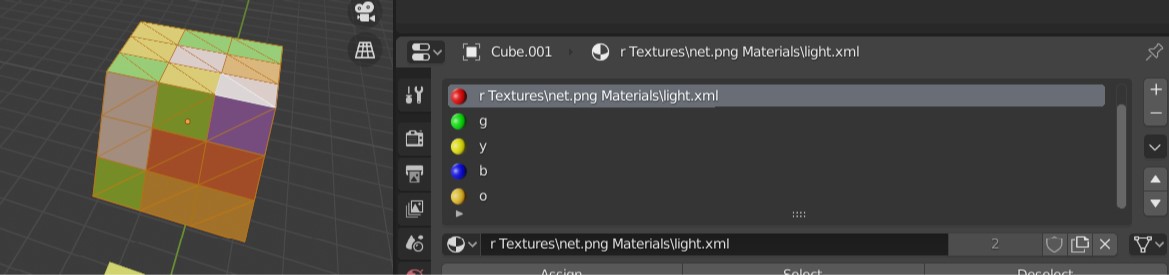 Cube.001 r Textures\net.png Materials\light.xml
r Textures\net.png Materials\light.xml
g
y
b
o
r Textures\net.png Materials\light.xml 2
Assign Select Deselect